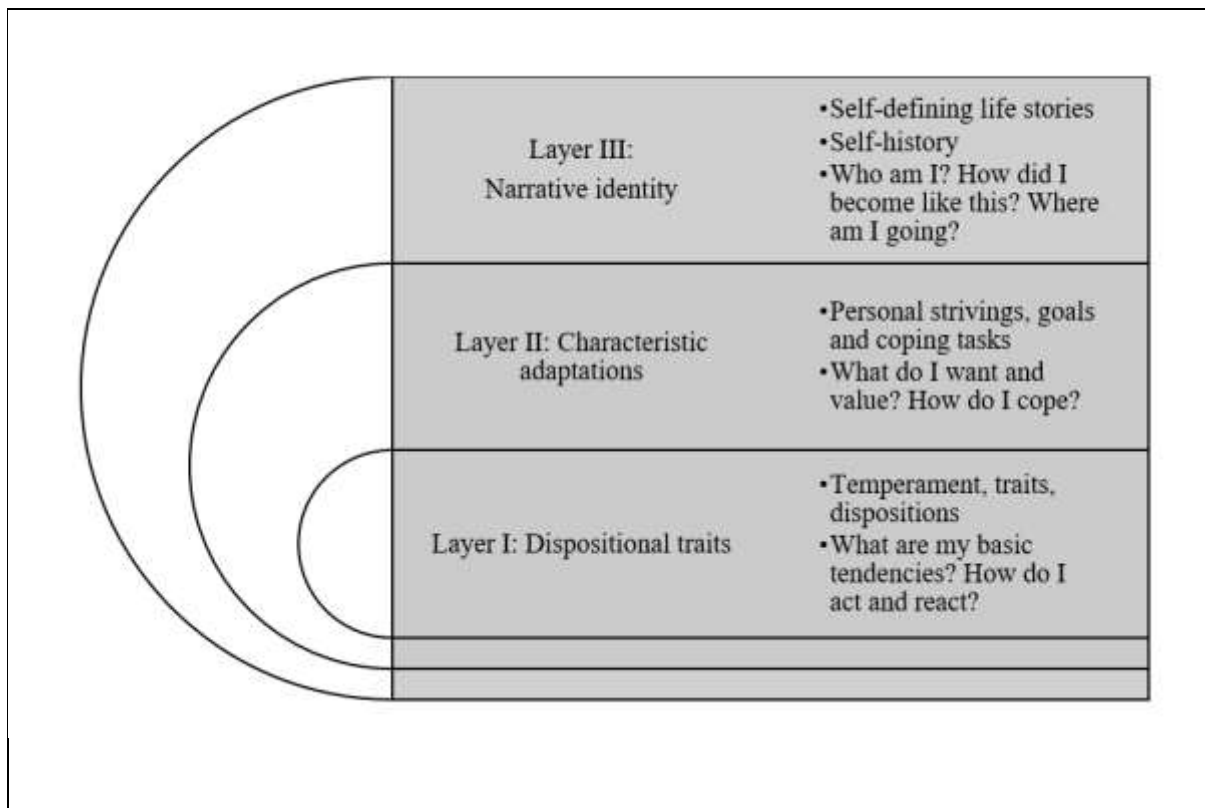 Layer III:
Narrative identity
•Self-defining life stories
•Self-history
•Who am I? How did I
become like this? Where
am I going?
Layer II: Characteristic
adaptations
•Personal strivings, goals
and coping tasks
•What do I want and
value? How do I cope?
Layer I: Dispositional traits
•Temperament, traits,
dispositions
•What are my basic
tendencies? How do I
act and react?